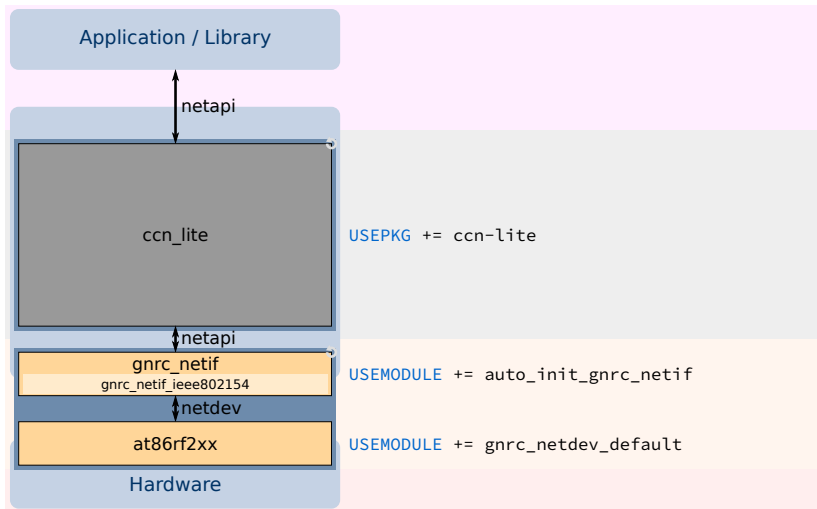 Application / Library
netapi
ccn_lite
USEPKG += ccn-lite
netapi
gnrc_netif
gnrc_netif_ieee802154
USEMODULE += auto_init_gnrc_netif
netdev
at86rf2xx
USEMODULE += gnrc_netdev_default
Hardware